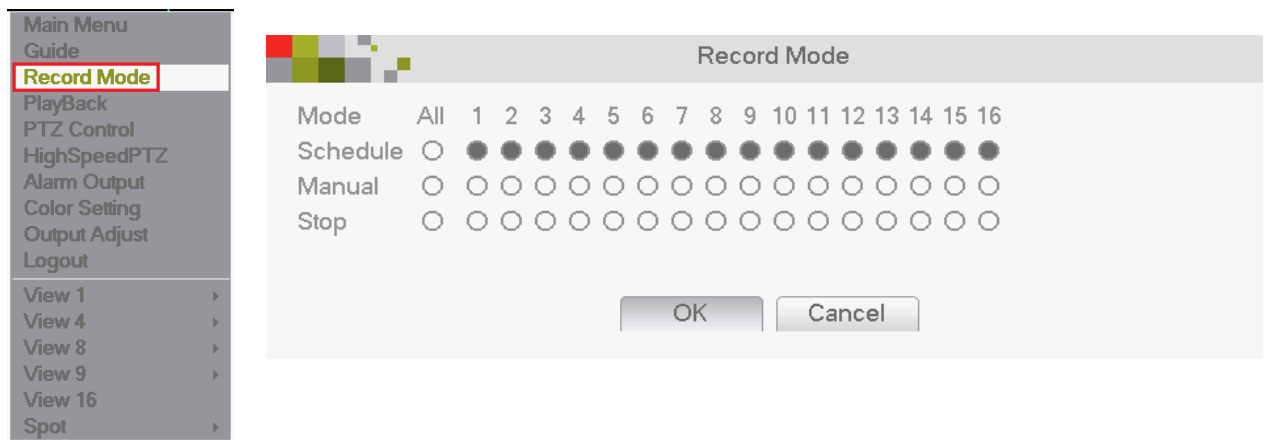 Main Menu
Guide
Record Mode
PlayBack
PTZ Control
HighSpeedPTZ
Alarm Output
Color Setting
Output Adjust
Logout
View 1
View 4
View 8
View 9
View 16
Spot
Record Mode
Mode All 1 2 3 4 5 6 7 8 9 10 11 12 13 14 15 16
Schedule
Manual
Stop
OK Cancel